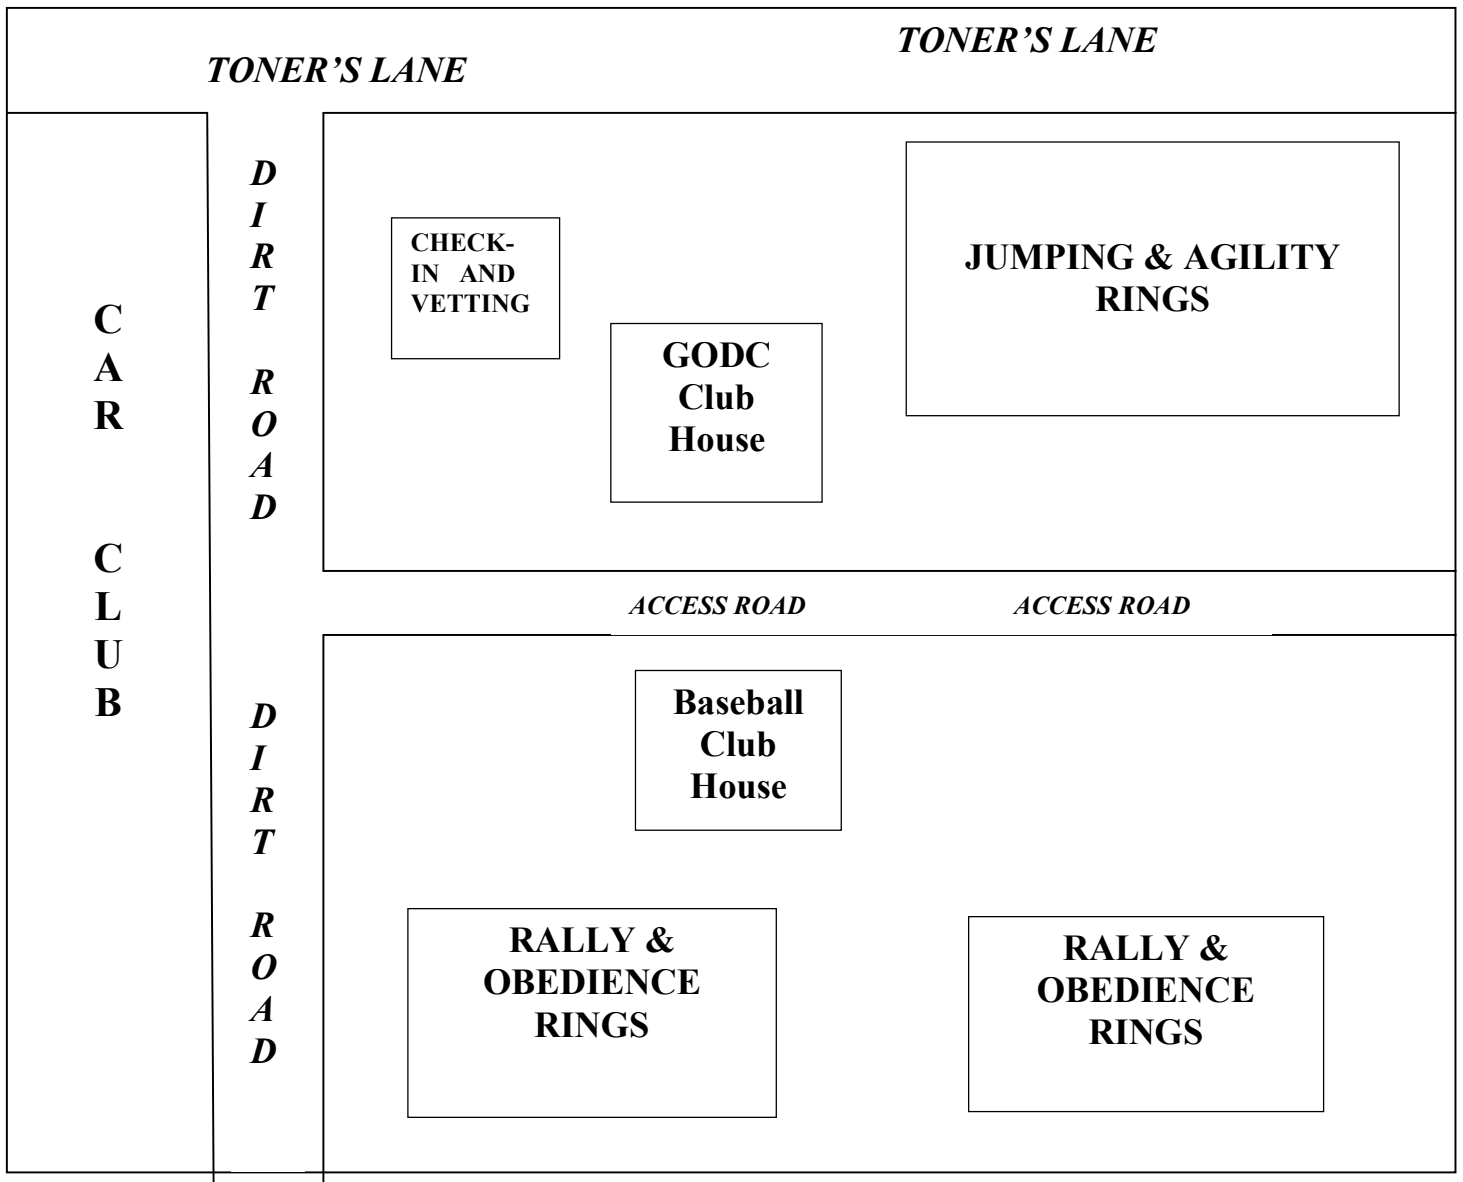 TONER’S LANE
TONER’S LANE
D
I
R
T
R
O
A
D
C
A
R
C
L
U
B
CHECK-
IN AND
VETTING
GODC
Club
House
JUMPING & AGILITY
RINGS
ACCESS ROAD
ACCESS ROAD
D
I
R
T
R
O
A
D
Baseball
Club
House
RALLY &
OBEDIENCE
RINGS
RALLY &
OBEDIENCE
RINGS